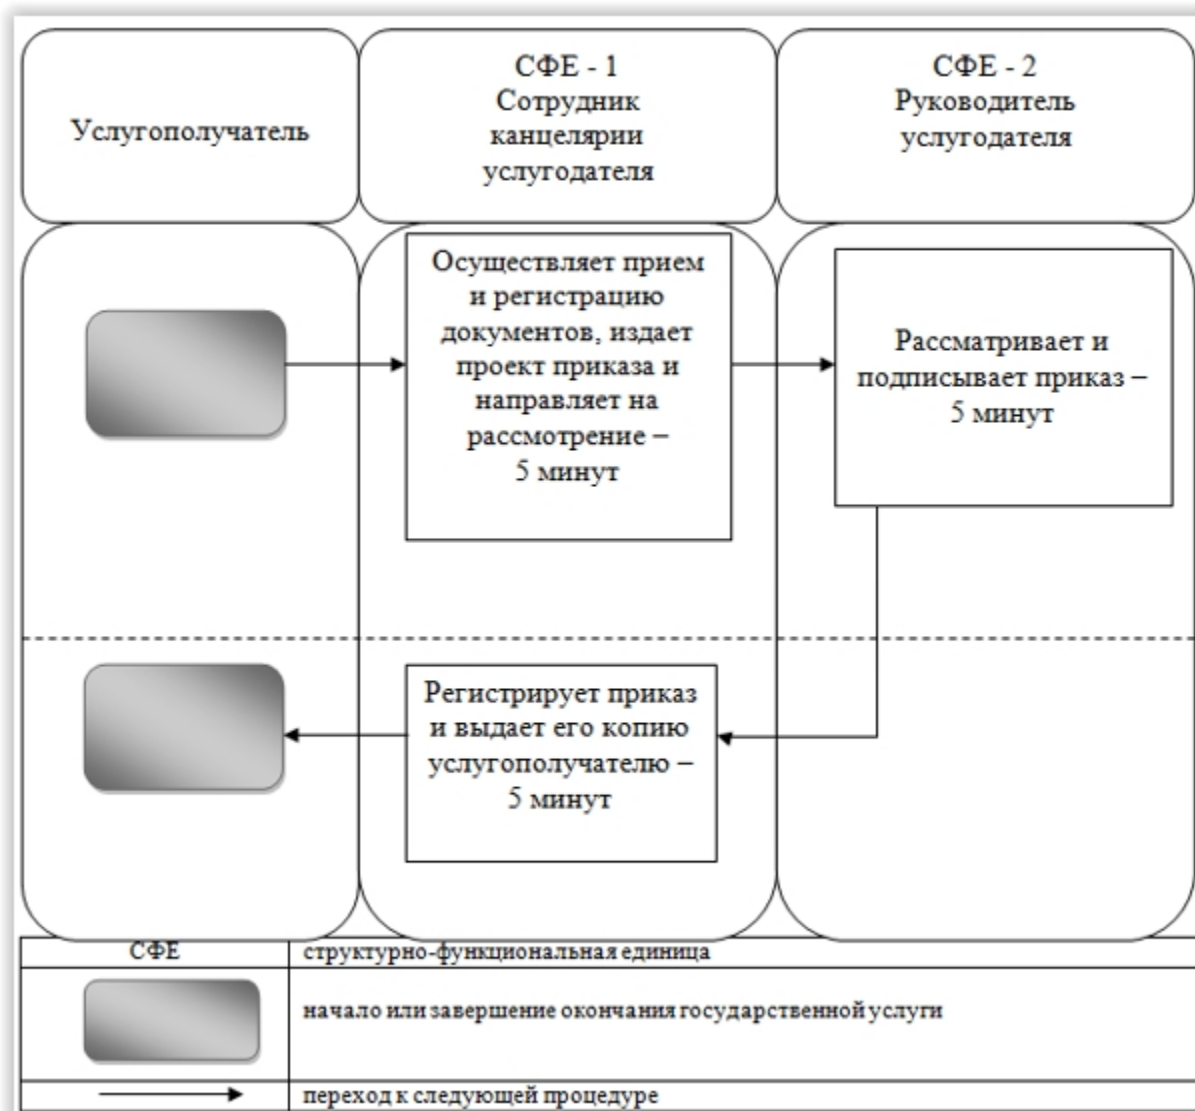 Услугополучатель
СФЕ - 1
Сотрудник
канцелярии
услугодателя
СФЕ - 2
Руководитель
услугодателя
Осуществляет прием
и регистрацию
документов, издает
проект приказа и
направляет на
рассмотрение –
5 минут
Рассматривает и
подписывает приказ –
5 минут
Регистрирует приказ
и выдает его копию
услугополучателю –
5 минут
СФЕ
структурно-функциональная единица
начало или завершение окончания государственной услуги
переход к следующей процедуре